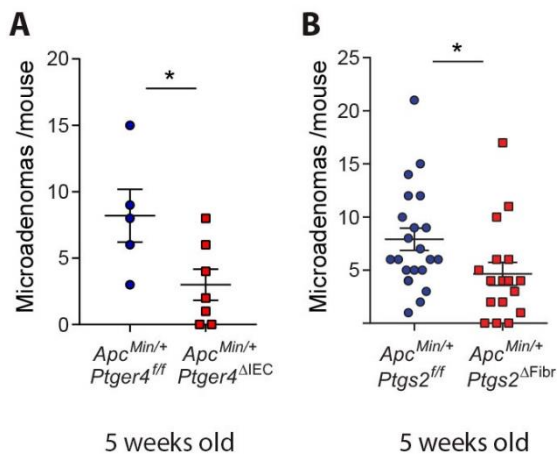 A
B
Microadenomas /mouse
20
15
10
5
0
*
Apc^Min/+
Ptger4^f/f
Apc^Min/+
Ptger4^ΔIEC
5 weeks old
Microadenomas /mouse
25
20
15
10
5
*
Apc^Min/+
Ptgs2^f/f
Apc^Min/+
Ptgs2^ΔFibr
5 weeks old